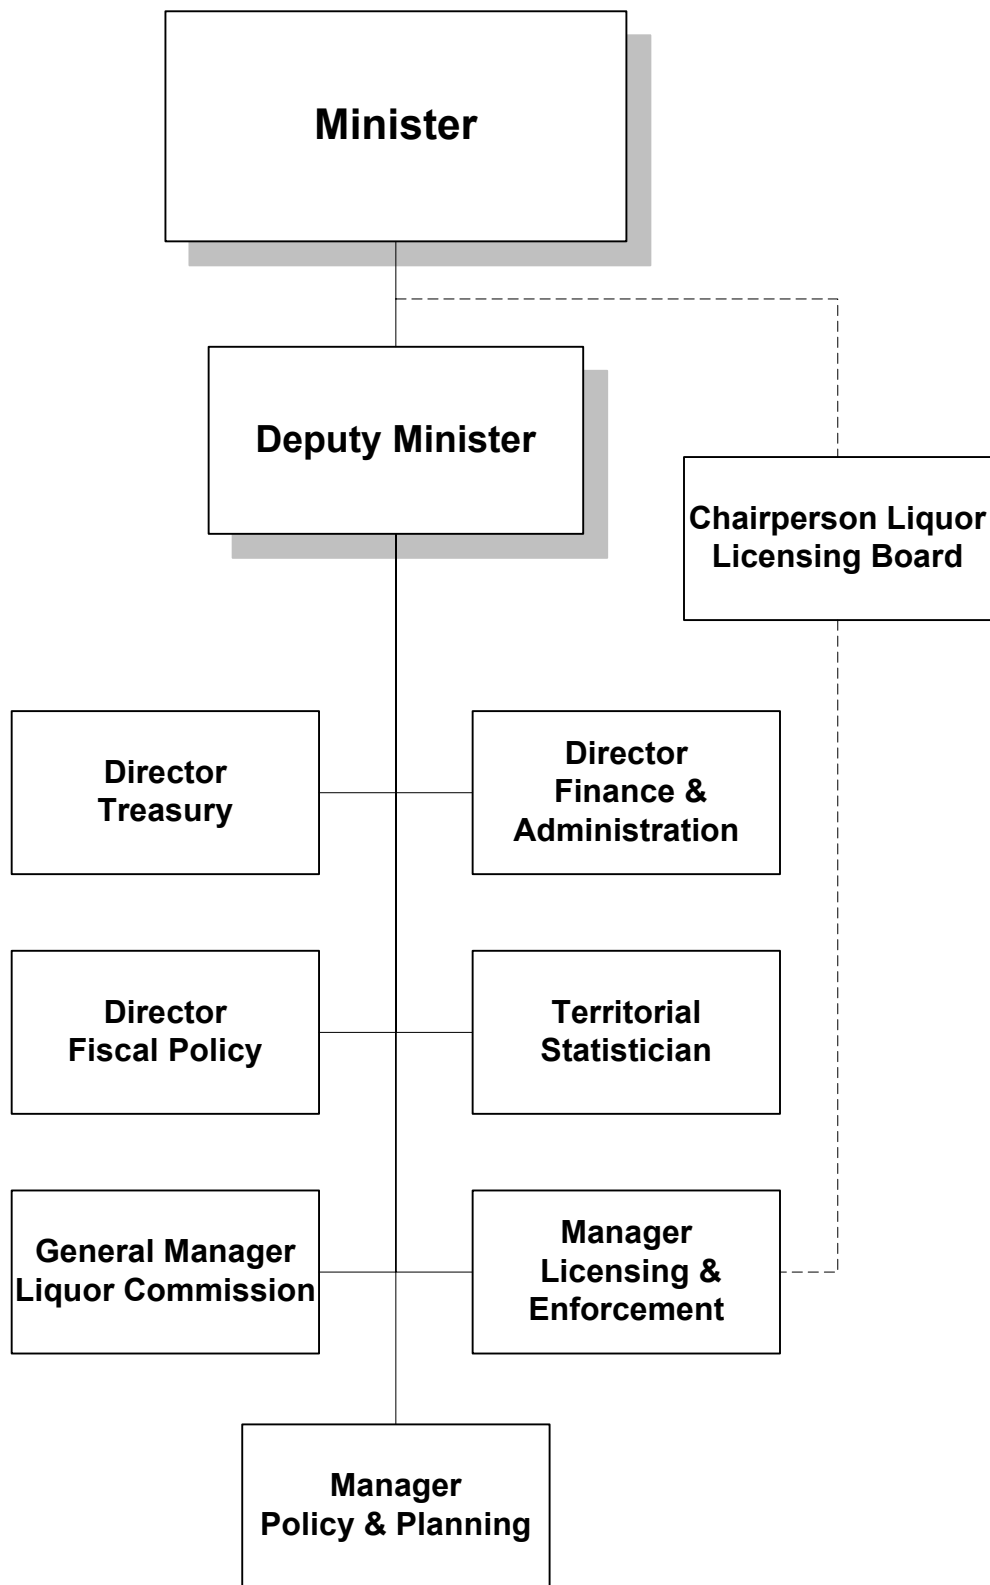 Minister
Deputy Minister
Chairperson Liquor
Licensing Board
Director
Treasury
Director
Finance &
Administration
Director
Fiscal Policy
Territorial
Statistician
General Manager
Liquor Commission
Manager
Licensing &
Enforcement
Manager
Policy & Planning